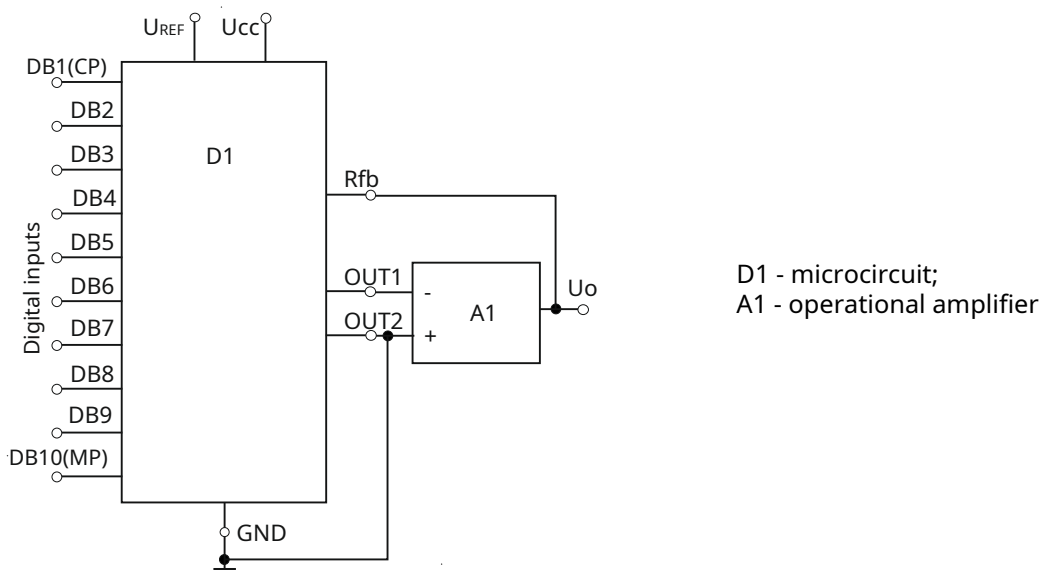 UREF
Ucc
DB1(CP)
DB2
DB3
DB4
DB5
DB6
DB7
DB8
DB9
DB10(MP)
Digital inputs
D1
Rfb
OUT1
OUT2
-
+
A1
Uo
GND
D1 - microcircuit;
A1 - operational amplifier